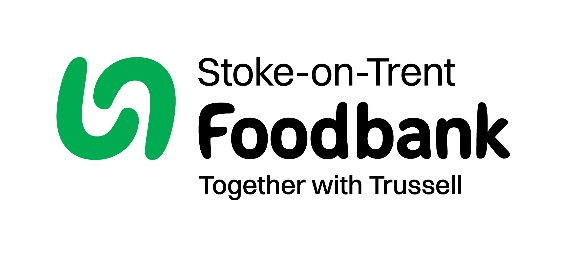 Stoke-on-Trent
Foodbank
Together with Trussell